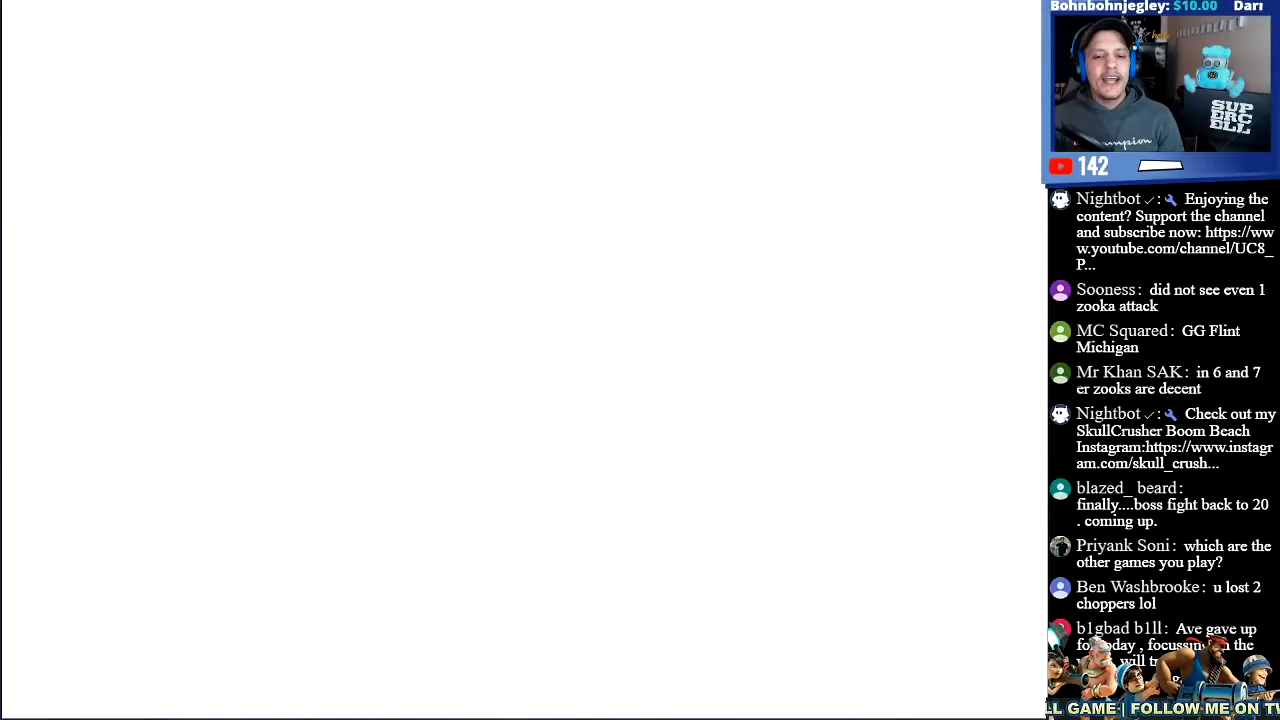 Bohnbohnjegley: $10.00 Dari
SUP
ERC
ELL
142
Nightbot ✓: Enjoying the
content? Support the channel
and subscribe now: https://ww
w.youtube.com/channel/UC8_
P...
Sooness: did not see even 1
zooka attack
MC Squared: GG Flint
Michigan
Mr Khan SAK: in 6 and 7
er zooks are decent
Nightbot ✓: Check out my
SkullCrusher Boom Beach
Instagram:https://www.instagr
am.com/skull_crush...
blazed_ beard:
finally....boss fight back to 20
. coming up.
Priyank Soni: which are the
other games you play?
Ben Washbrooke: u lost 2
choppers lol
b1gbad b1ll: Ave gave up
the
will
LL GAME | FOLLOW ME ON TW